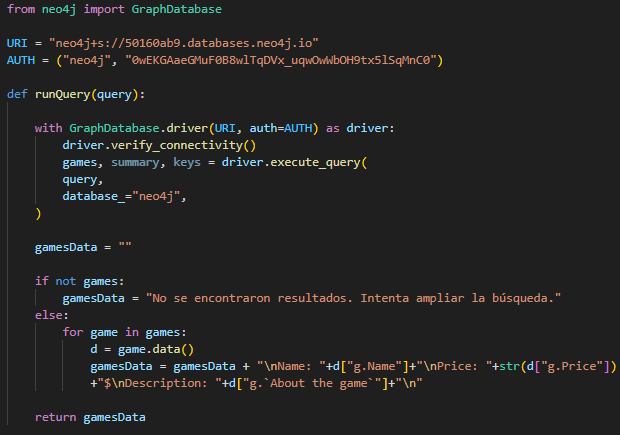 from neo4j import GraphDatabase
URI = "neo4j+s://50160ab9.databases.neo4j.io"
AUTH = ("neo4j", "0wEKGAaeGMuF0B8wlTqDVx_uqwOwWbOH9tx5lSqMnC0")
def runQuery(query):
with GraphDatabase.driver(URI, auth=AUTH) as driver:
driver.verify_connectivity()
games, summary, keys = driver.execute_query(
query,
database_="neo4j",
)
gamesData = ""
if not games:
gamesData = "No se encontraron resultados. Intenta ampliar la búsqueda."
else:
for game in games:
d = game.data()
gamesData = gamesData + "\nName: "+d["g.Name"]+"\nPrice: "+str(d["g.Price"])
+"$\nDescription: "+d["g.`About the game`"]+"\n"
return gamesData